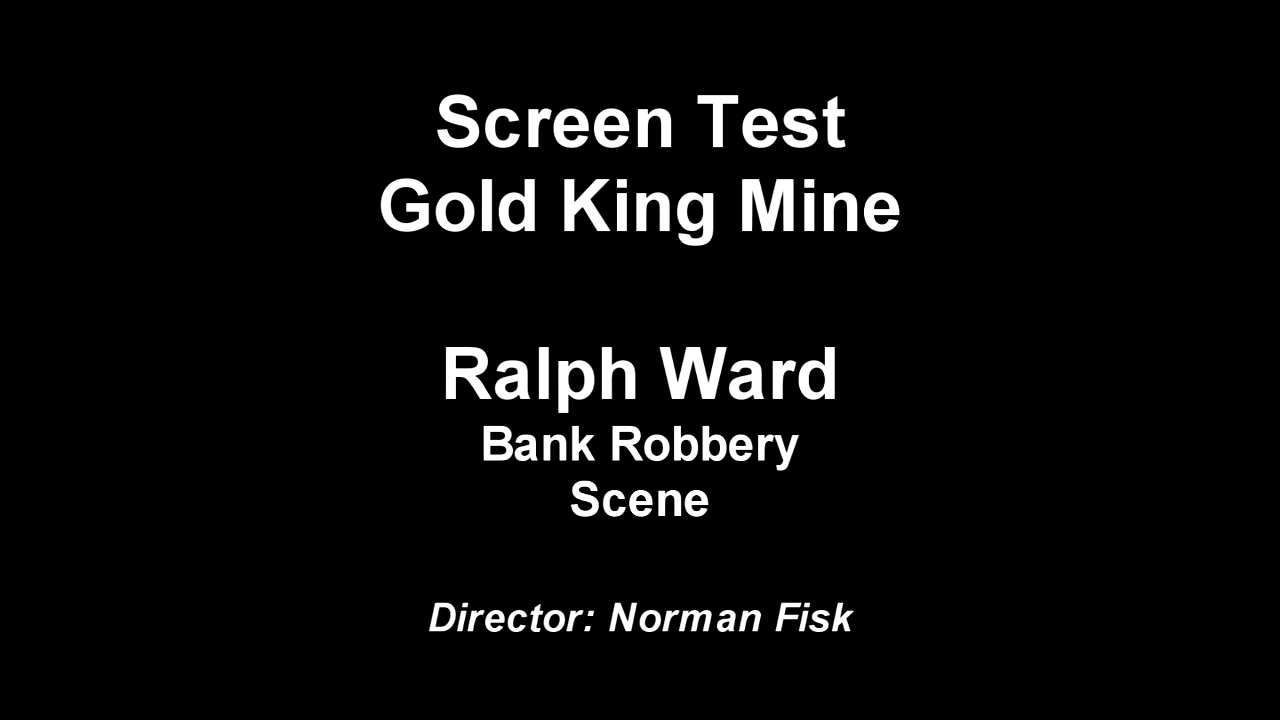 Screen Test
Gold King Mine
Ralph Ward
Bank Robbery
Scene
Director: Norman Fisk